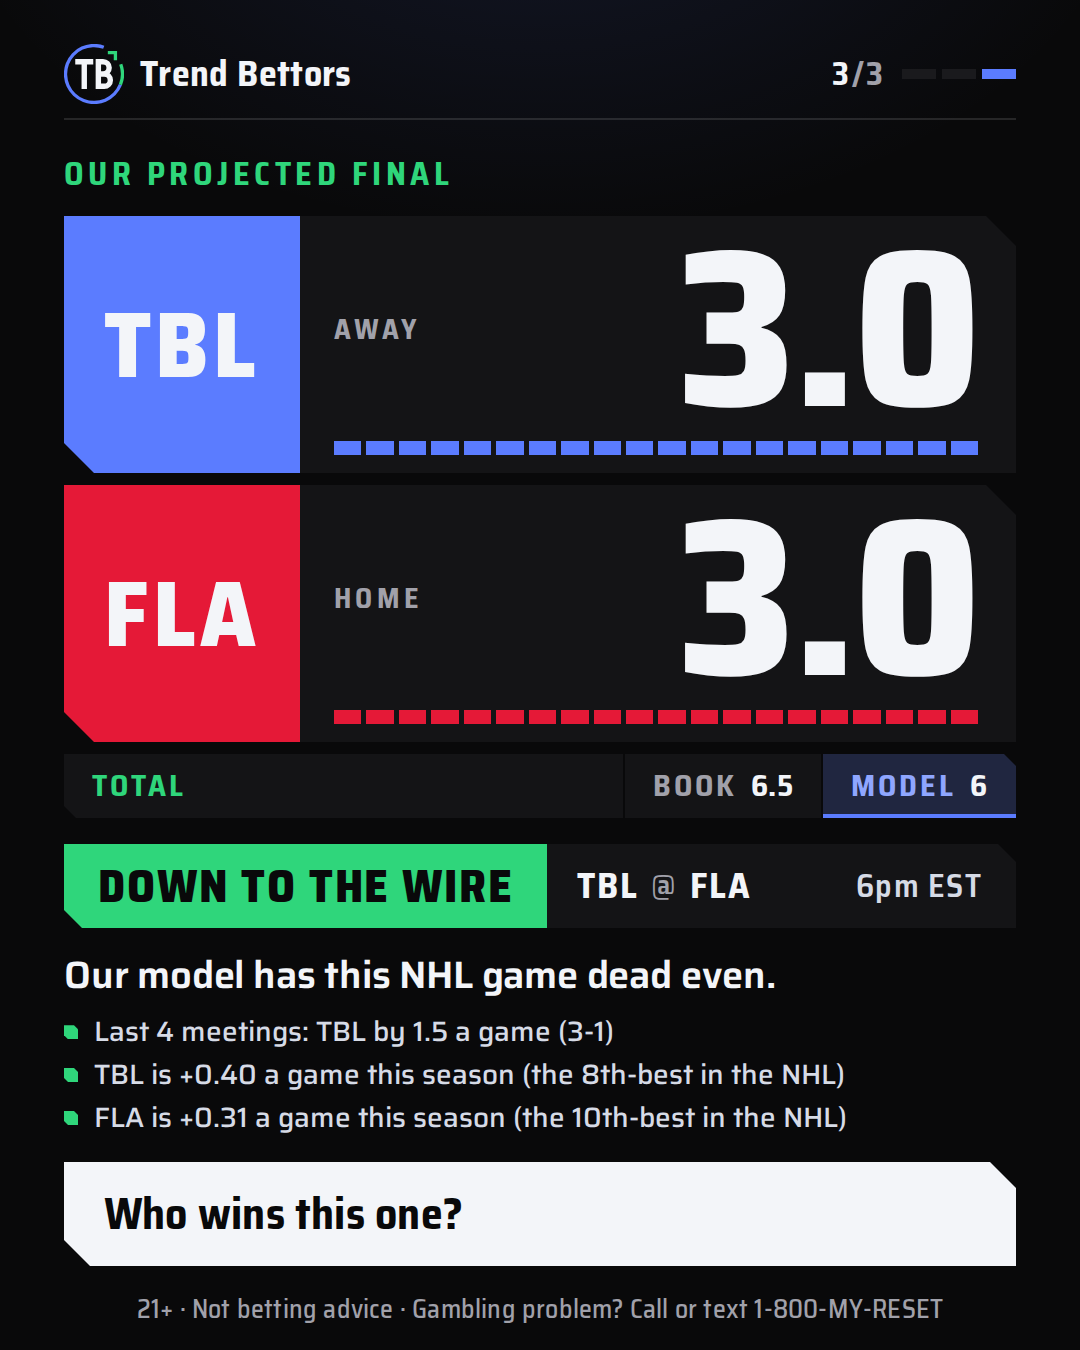 TB Trend Bettors 3/3
OUR PROJECTED FINAL
TBL AWAY 3.0
FLA HOME 3.0
TOTAL BOOK 6.5 MODEL 6
DOWN TO THE WIRE TBL @ FLA 6pm EST
Our model has this NHL game dead even.
Last 4 meetings: TBL by 1.5 a game (3-1)
TBL is +0.40 a game this season (the 8th-best in the NHL)
FLA is +0.31 a game this season (the 10th-best in the NHL)
Who wins this one?
21+ · Not betting advice · Gambling problem? Call or text 1-800-MY-RESET